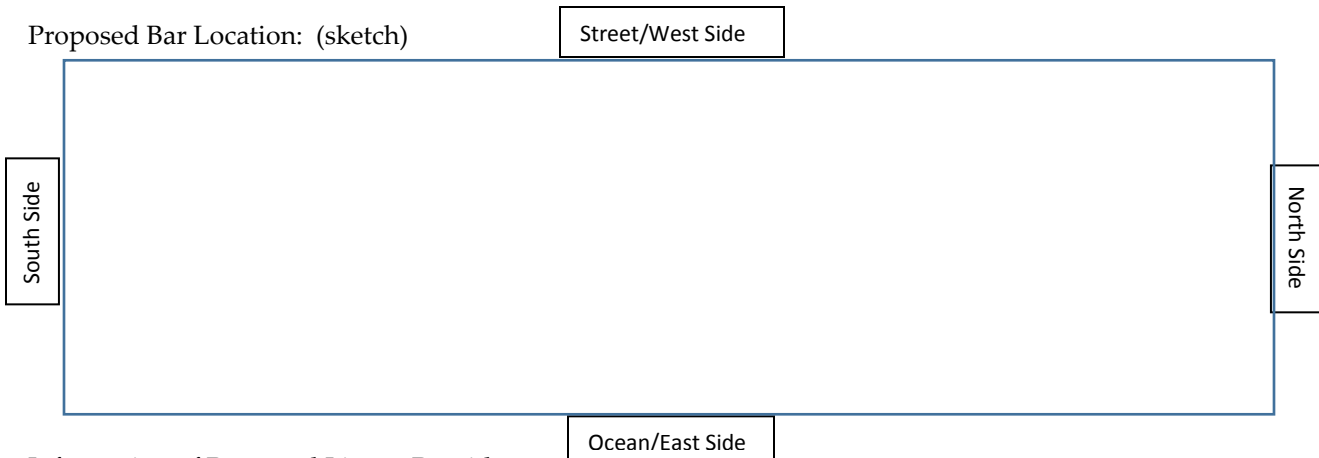 Proposed Bar Location: (sketch)
Street/West Side
South Side
North Side
Ocean/East Side